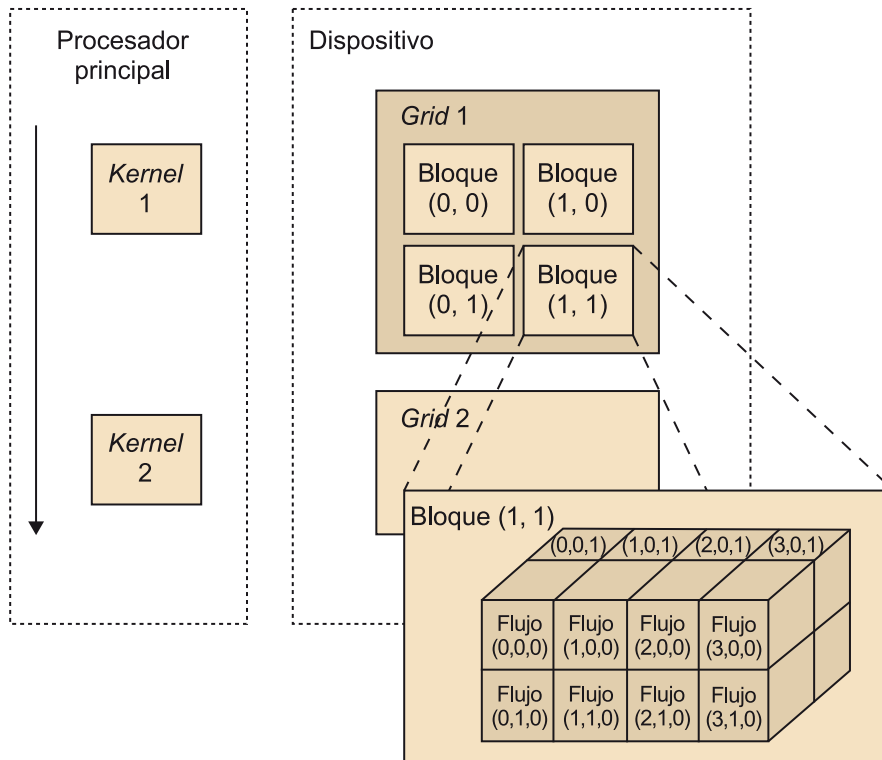 Procesador
principal
Kernel
1
Kernel
2
Dispositivo
Grid 1
Bloque
(0, 0)
Bloque
(1, 0)
Bloque
(0, 1)
Bloque
(1, 1)
Grid 2
Bloque (1, 1)
(0,0,1) (1,0,1) (2,0,1) (3,0,1)
Flujo
(0,0,0)
Flujo
(1,0,0)
Flujo
(2,0,0)
Flujo
(3,0,0)
Flujo
(0,1,0)
Flujo
(1,1,0)
Flujo
(2,1,0)
Flujo
(3,1,0)